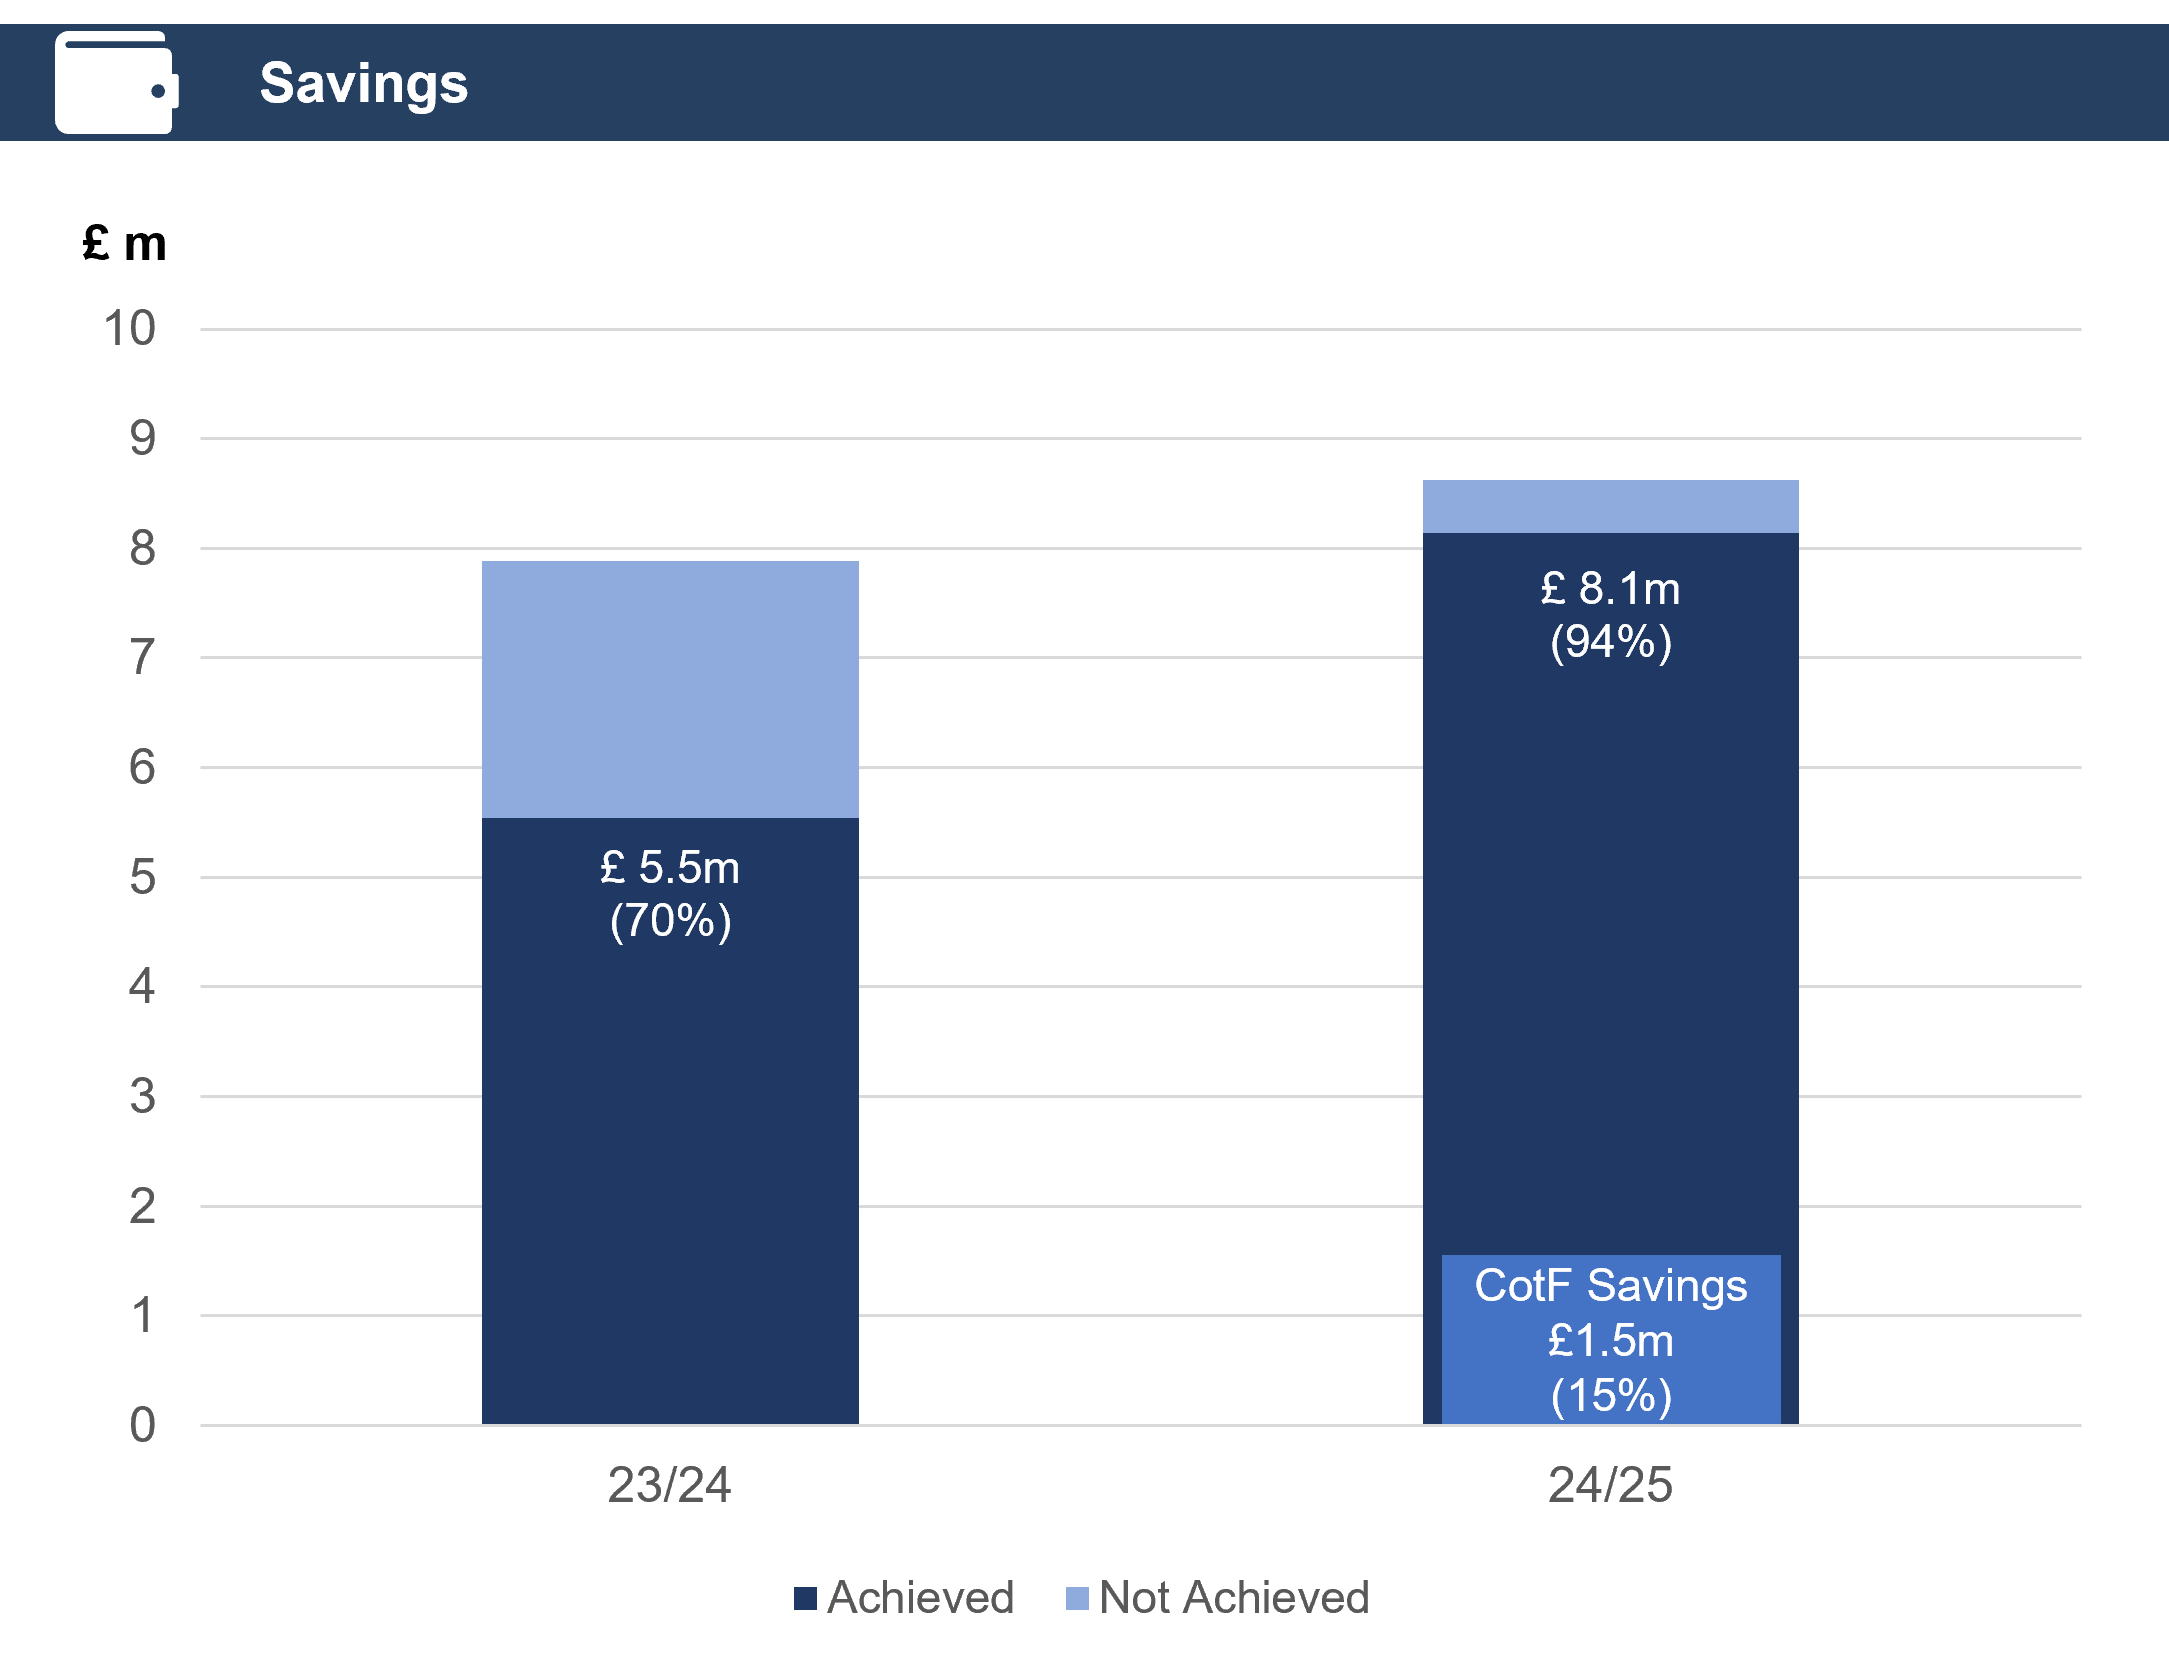 Savings
£ m
10
9
8
7
6
5
4
3
2
1
0
£ 5.5m
(70%)
£ 8.1m
(94%)
CotF Savings
£1.5m
(15%)
23/24
24/25
Achieved
Not Achieved